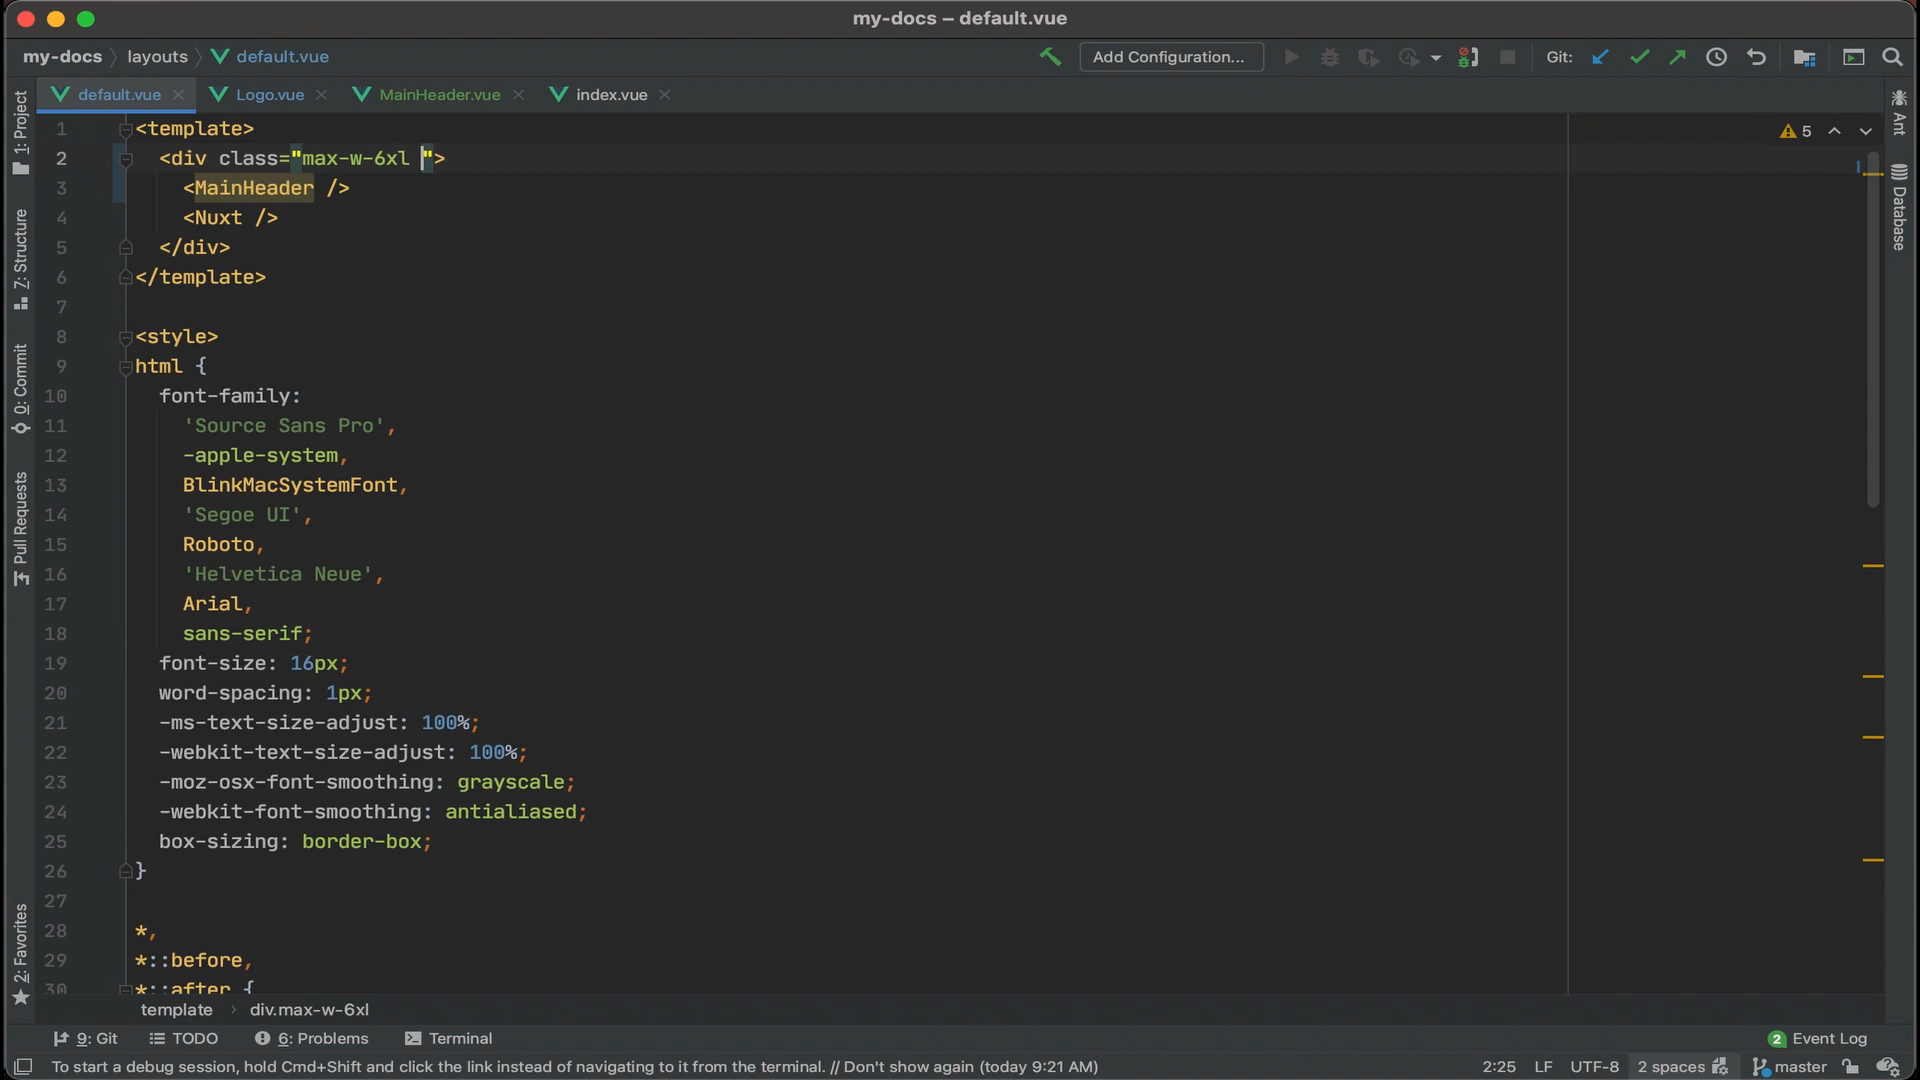 my-docs – default.vue
my-docs layouts default.vue
Add Configuration...
Git:
default.vue Logo.vue MainHeader.vue index.vue
1: Project
Z: Structure
0: Commit
Pull Requests
2: Favorites
1 <template>
2 <div class="max-w-6xl ">
3 <MainHeader />
4 <Nuxt />
5 </div>
6 </template>
7
8 <style>
9 html {
10 font-family:
11 'Source Sans Pro',
12 -apple-system,
13 BlinkMacSystemFont,
14 'Segoe UI',
15 Roboto,
16 'Helvetica Neue',
17 Arial,
18 sans-serif;
19 font-size: 16px;
20 word-spacing: 1px;
21 -ms-text-size-adjust: 100%;
22 -webkit-text-size-adjust: 100%;
23 -moz-osx-font-smoothing: grayscale;
24 -webkit-font-smoothing: antialiased;
25 box-sizing: border-box;
26 }
27
28 *,
29 *::before,
30 *::after {
5
Ant
Database
template div.max-w-6xl
9: Git TODO 6: Problems Terminal
2 Event Log
To start a debug session, hold Cmd+Shift and click the link instead of navigating to it from the terminal. // Don't show again (today 9:21 AM)
2:25 LF UTF-8 2 spaces master